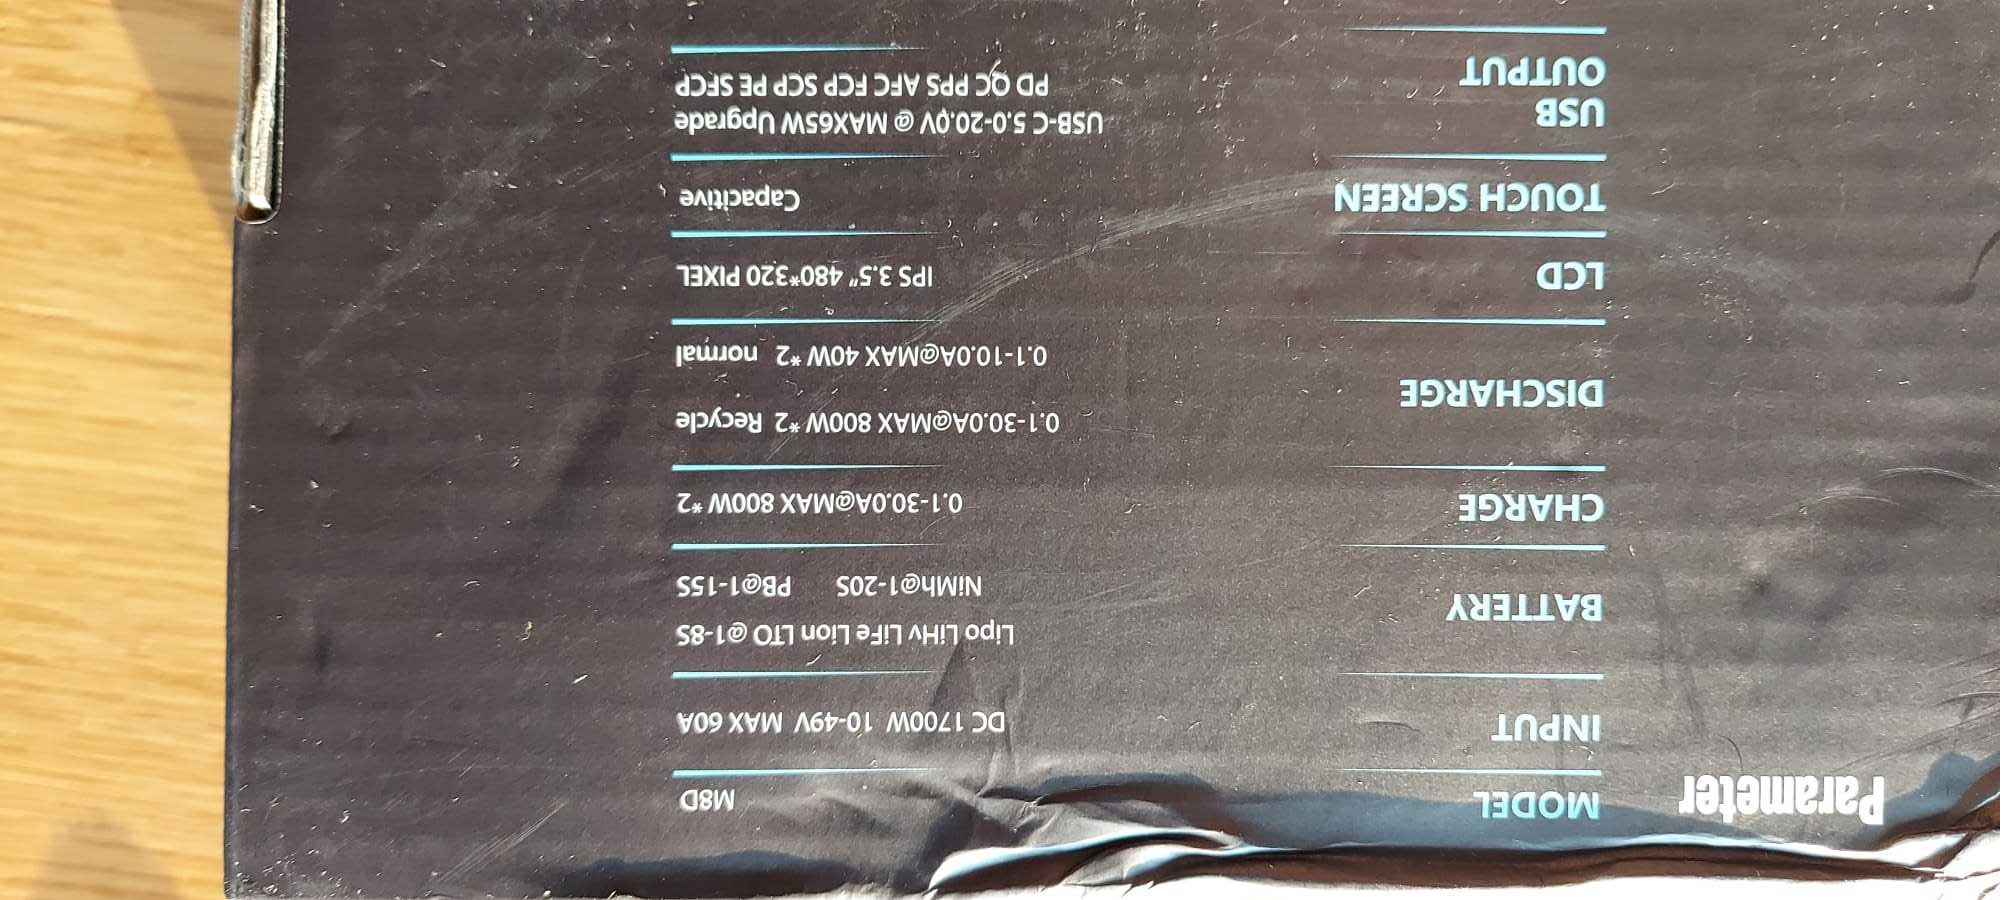 Parameter
MODEL M8D
INPUT DC 1700W 10-49V MAX 60A
BATTERY
Lipo LiHv LiFe Lion LTO @1-8S
NiMh@1-20S PB@1-15S
CHARGE 0.1-30.0A@MAX 800W *2
DISCHARGE
0.1-30.0A@MAX 800W *2 Recycle
0.1-10.0A@MAX 40W *2 normal
LCD IPS 3.5" 480*320 PIXEL
TOUCH SCREEN Capacitive
USB
OUTPUT
USB-C 5.0-20.0V @ MAX65W Upgrade
PD QC PPS AFC FCP SCP PE SFCP